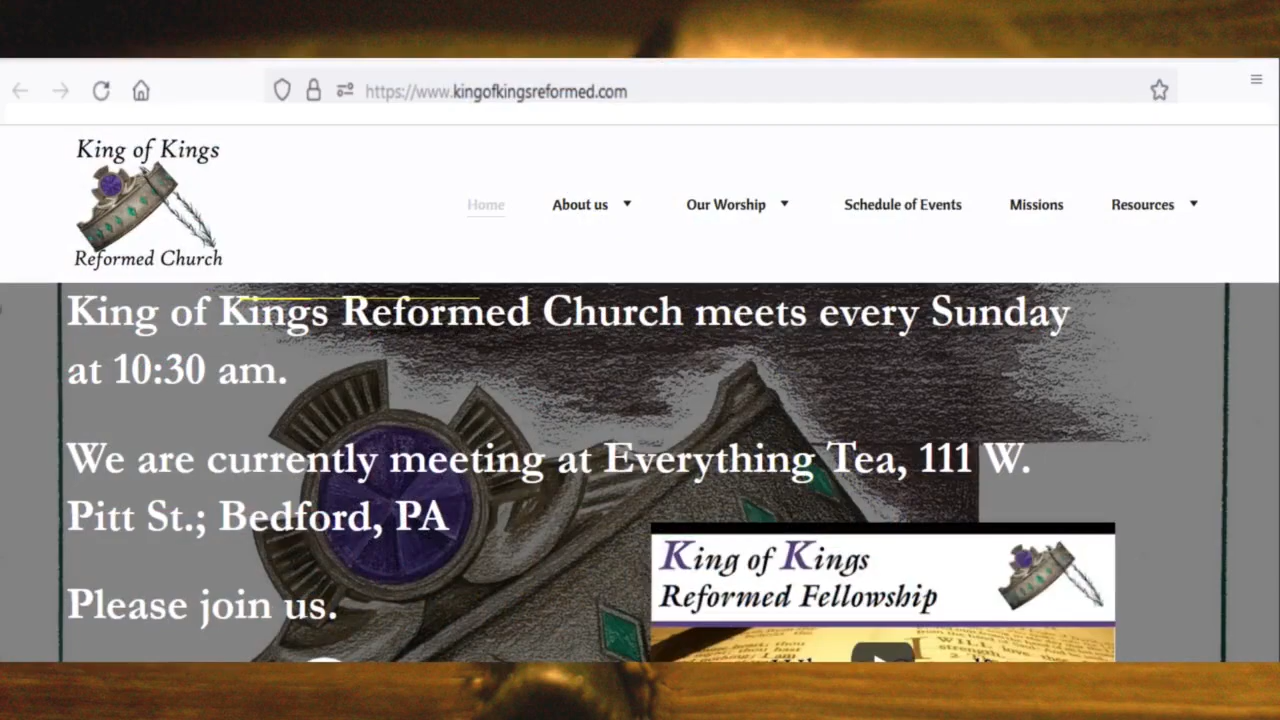 https://www.kingofkingsreformed.com
King of Kings
Reformed Church
Home
About us
Our Worship
Schedule of Events
Missions
Resources
King of Kings Reformed Church meets every Sunday
at 10:30 am.
We are currently meeting at Everything Tea, 111 W.
Pitt St.; Bedford, PA
Please join us.
King of Kings
Reformed Fellowship